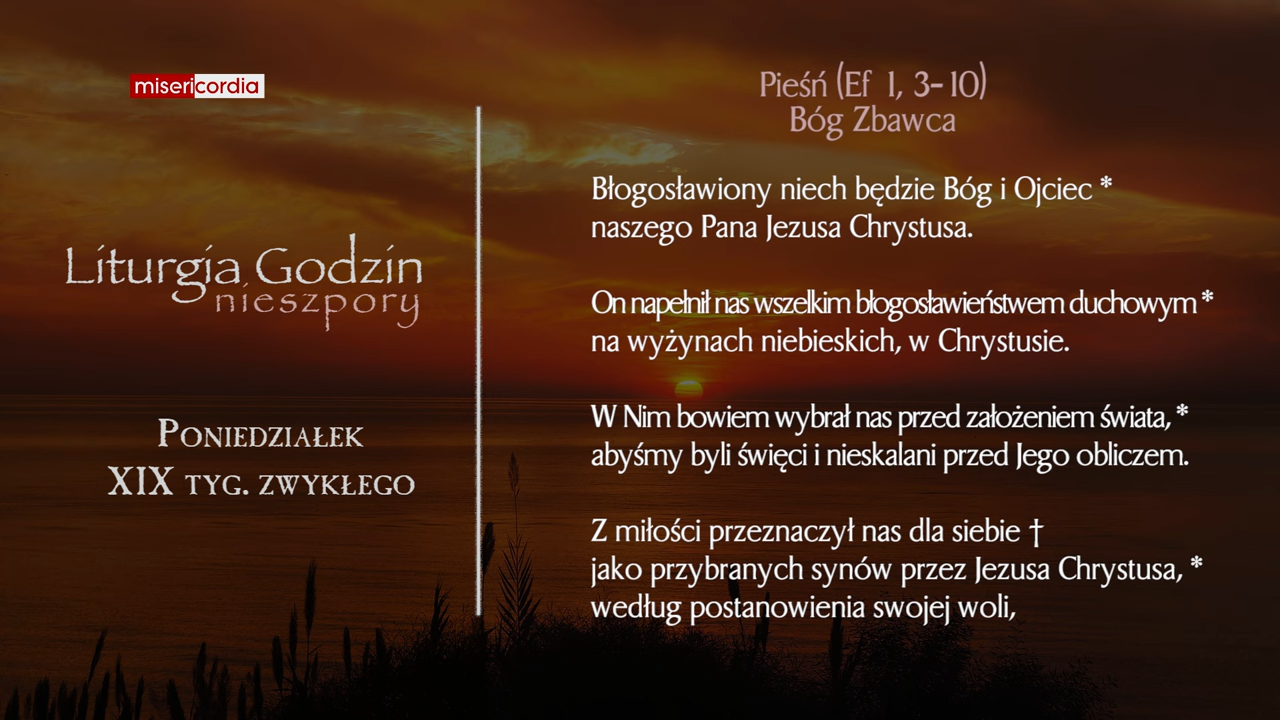 misericordia
Liturgia Godzin
nieszpory
Poniedziałek
XIX tyg. zwykłego
Pieśń (Ef 1, 3-10)
Bóg Zbawca
Błogosławiony niech będzie Bóg i Ojciec *
naszego Pana Jezusa Chrystusa.
On napełnił nas wszelkim błogosławieństwem duchowym *
na wyżynach niebieskich, w Chrystusie.
W Nim bowiem wybrał nas przed założeniem świata, *
abyśmy byli święci i nieskalani przed Jego obliczem.
Z miłości przeznaczył nas dla siebie †
jako przybranych synów przez Jezusa Chrystusa, *
według postanowienia swojej woli,